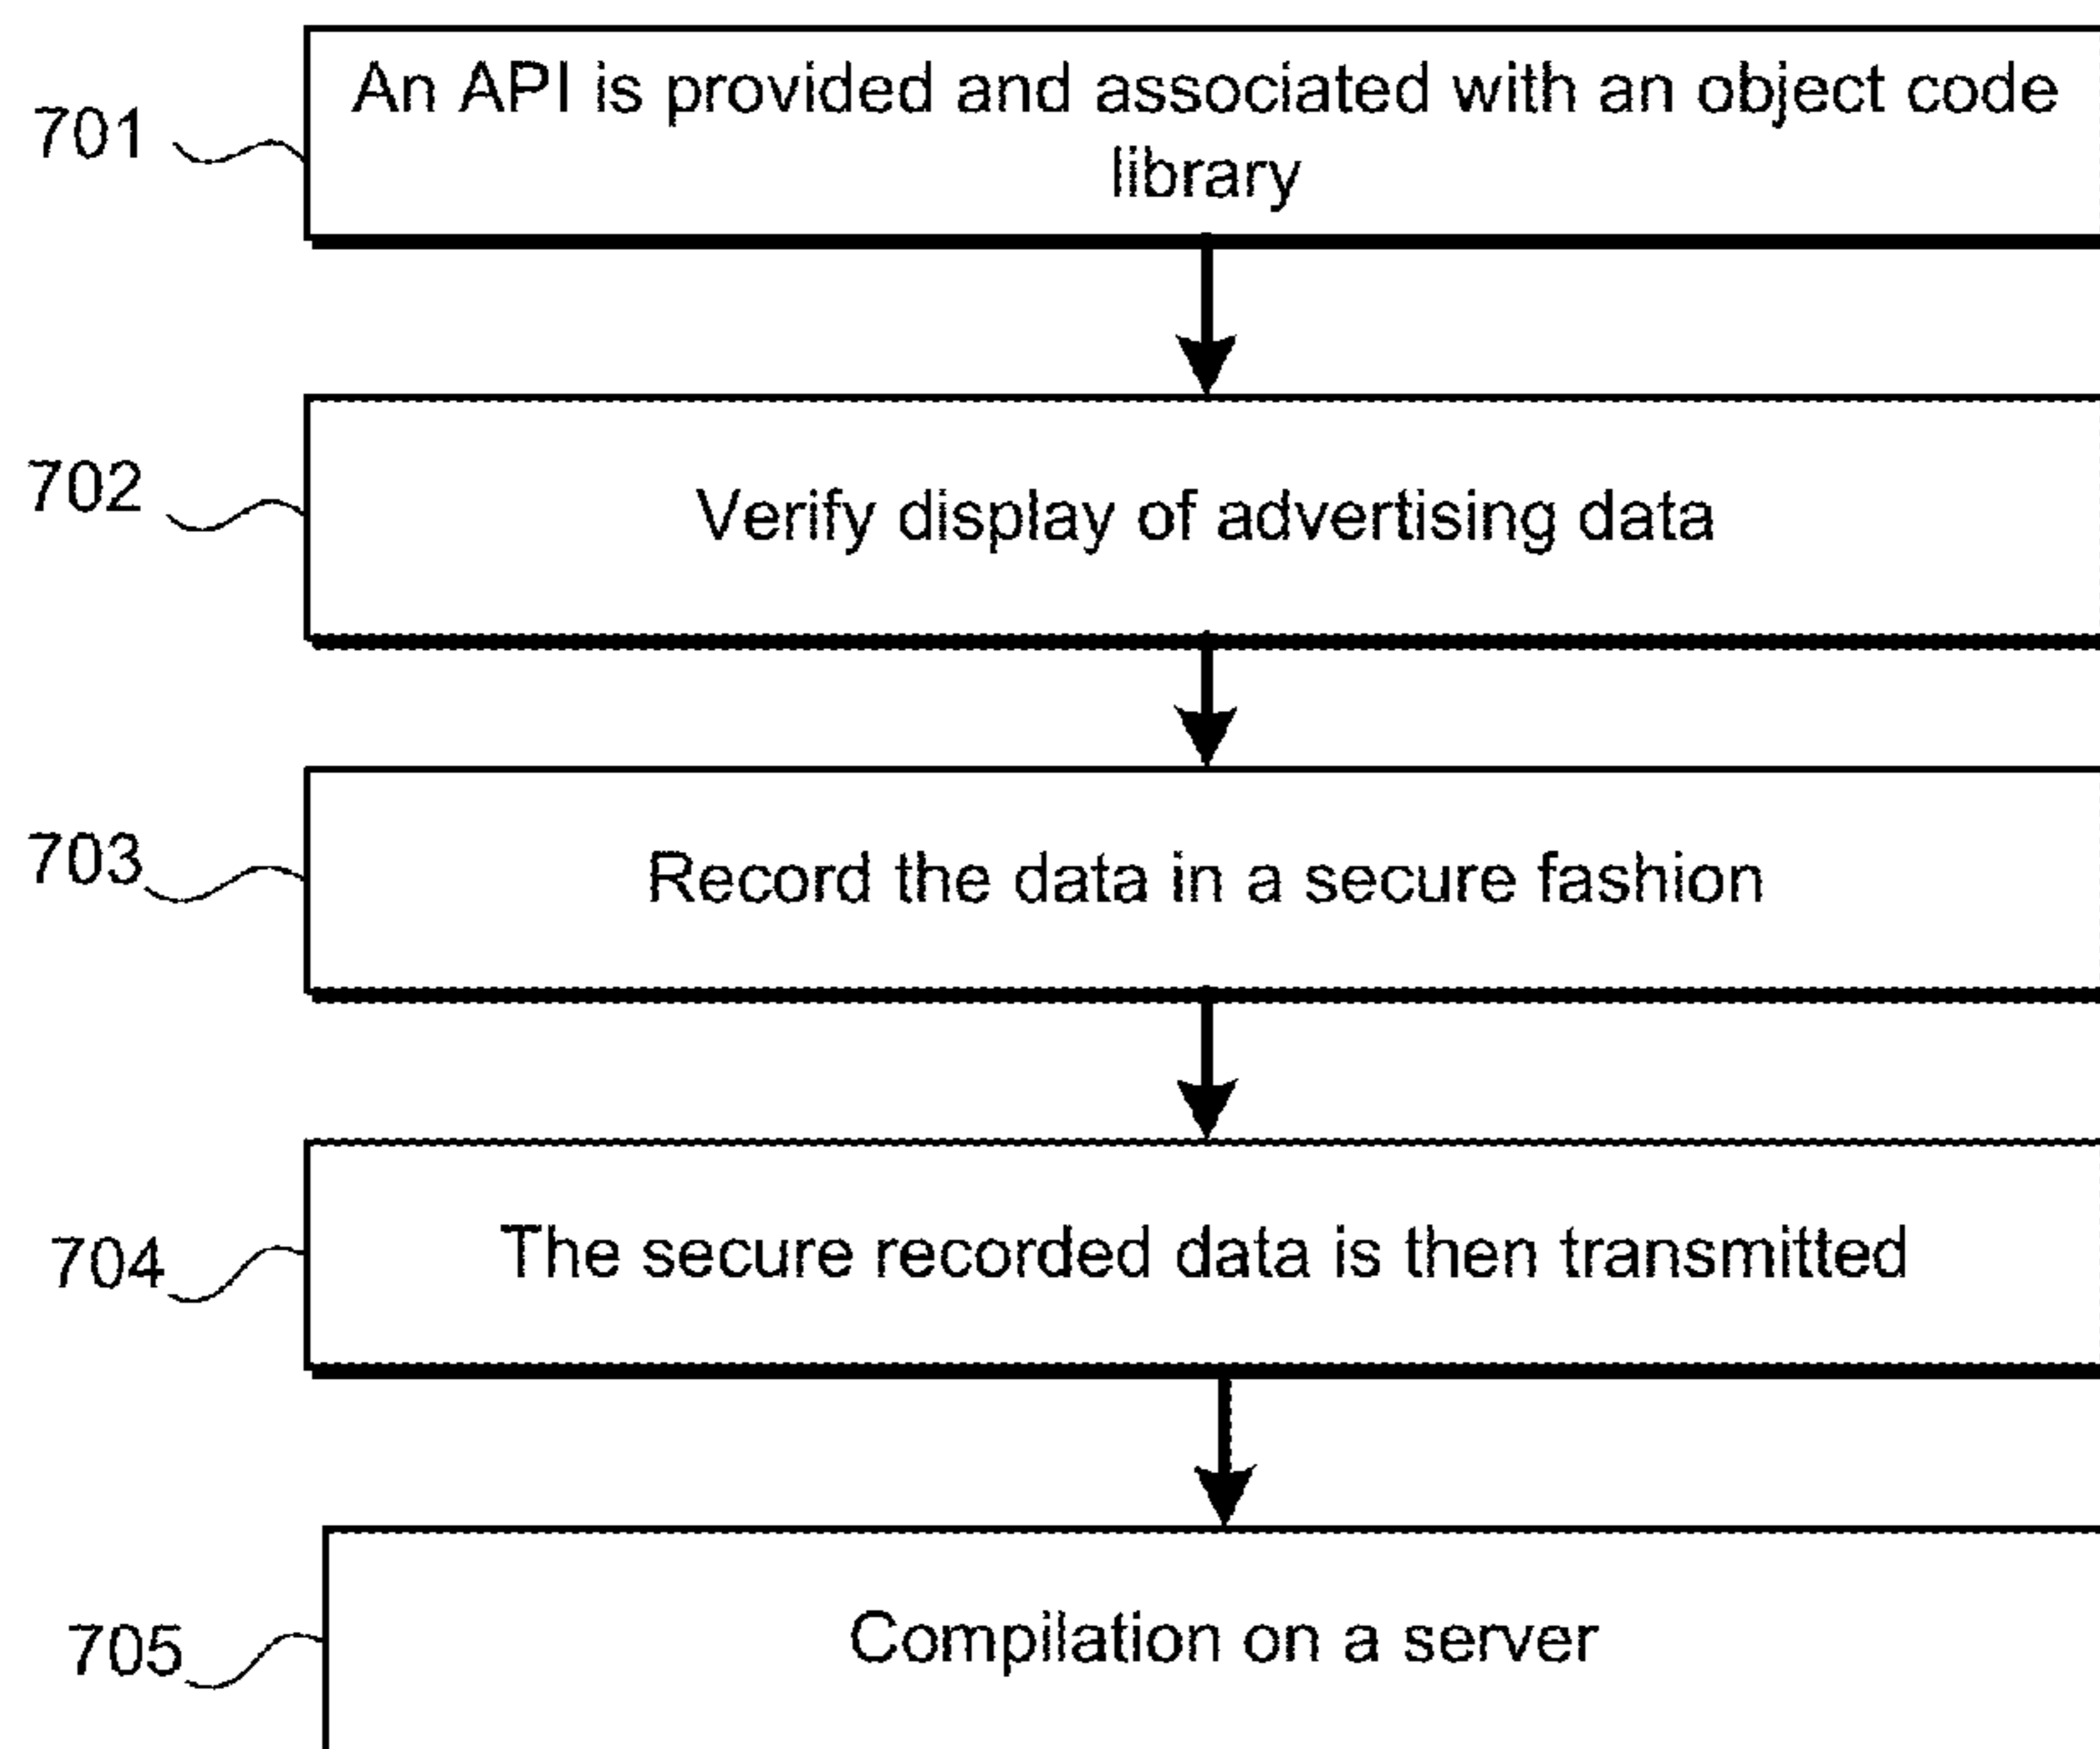 701
An API is provided and associated with an object code
library
702
Verify display of advertising data
703
Record the data in a secure fashion
704
The secure recorded data is then transmitted
705
Compilation on a server